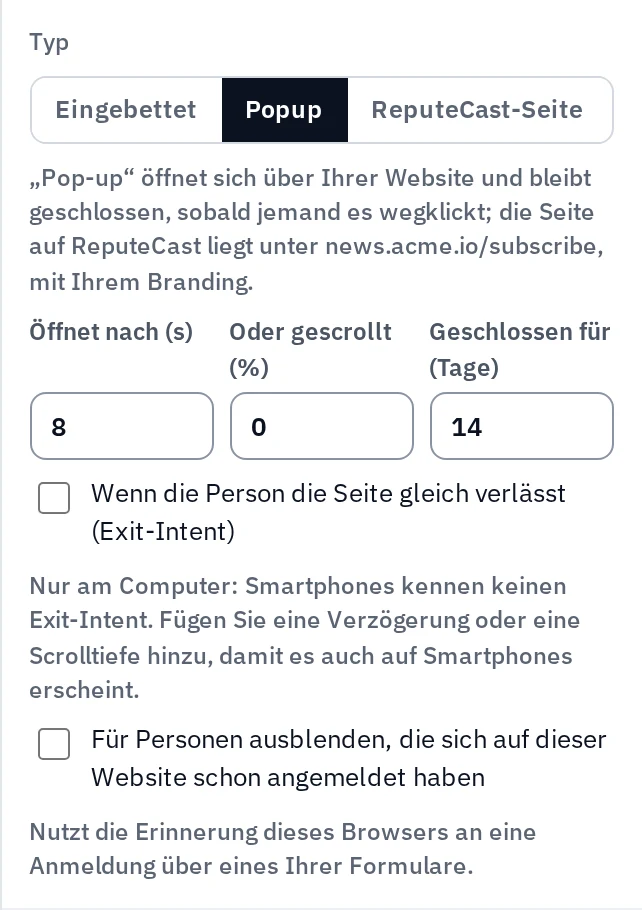 Typ
Eingebettet
Popup
ReputeCast-Seite
„Pop-up“ öffnet sich über Ihrer Website und bleibt
geschlossen, sobald jemand es wegklickt; die Seite
auf ReputeCast liegt unter news.acme.io/subscribe,
mit Ihrem Branding.
Öffnet nach (s)
Oder gescrollt
(%)
Geschlossen für
(Tage)
8
0
14
Wenn die Person die Seite gleich verlässt
(Exit-Intent)
Nur am Computer: Smartphones kennen keinen
Exit-Intent. Fügen Sie eine Verzögerung oder eine
Scrolltiefe hinzu, damit es auch auf Smartphones
erscheint.
Für Personen ausblenden, die sich auf dieser
Website schon angemeldet haben
Nutzt die Erinnerung dieses Browsers an eine
Anmeldung über eines Ihrer Formulare.